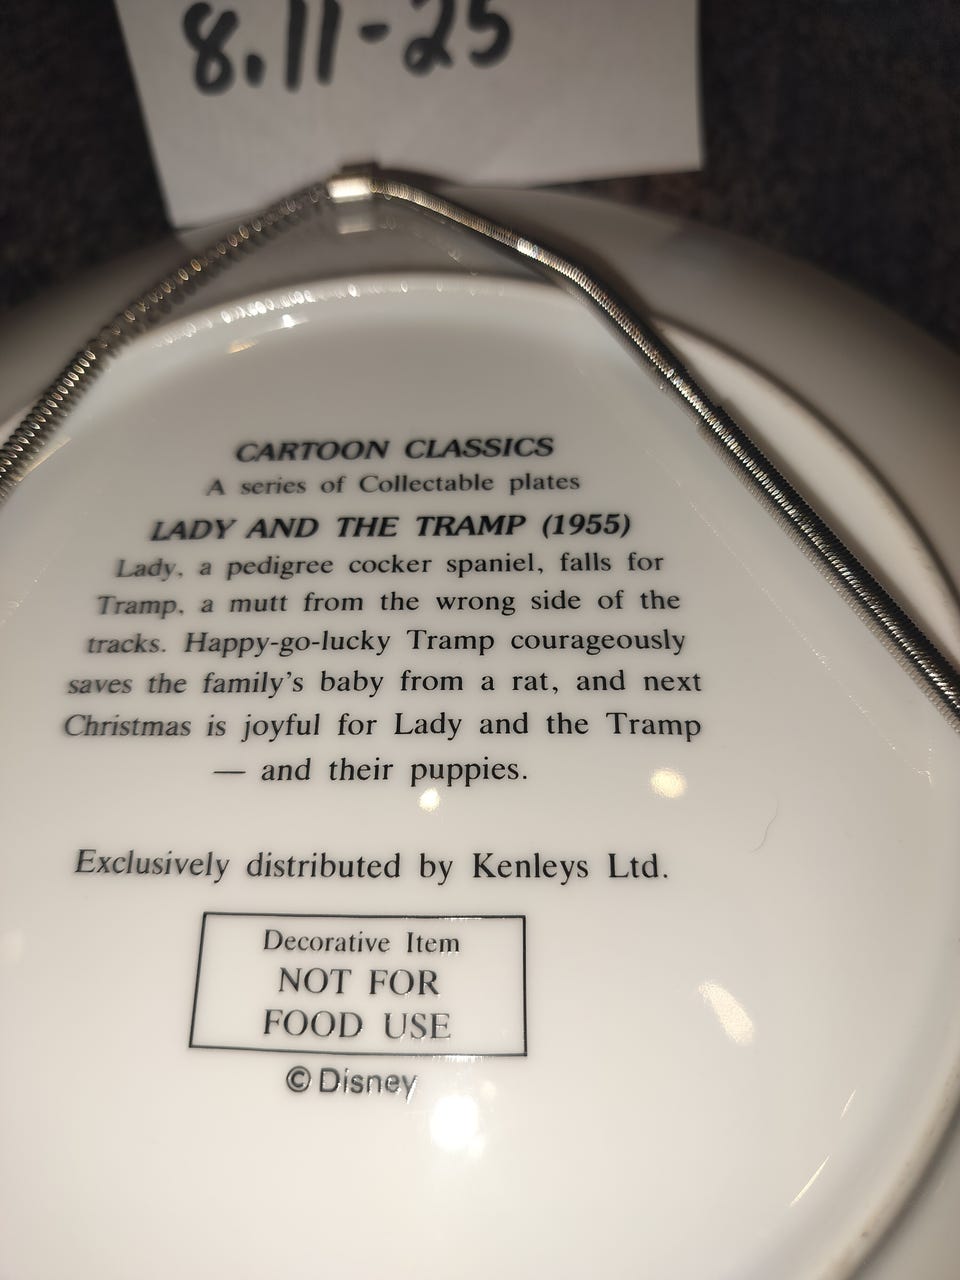 8.11-25
CARTOON CLASSICS
A series of Collectable plates
LADY AND THE TRAMP (1955)
Lady, a pedigree cocker spaniel, falls for
Tramp, a mutt from the wrong side of the
tracks. Happy-go-lucky Tramp courageously
saves the family's baby from a rat, and next
Christmas is joyful for Lady and the Tramp
— and their puppies.
Exclusively distributed by Kenleys Ltd.
Decorative Item
NOT FOR
FOOD USE
© Disney